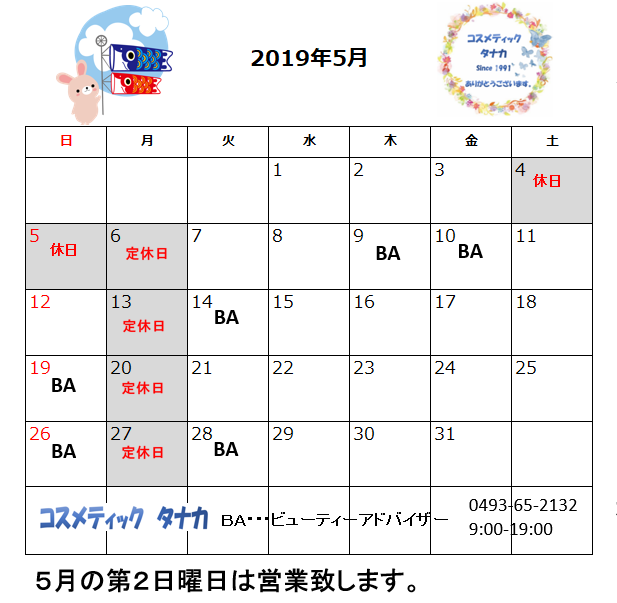 2019年5月
コスメティック
タナカ
Since 1991
ありがとうございます。
日 月 火 水 木 金 土
1 2 3 4 休日
5 休日 6 定休日 7 8 9 BA 10 BA 11
12 13 定休日 14 BA 15 16 17 18
19 BA 20 定休日 21 22 23 24 25
26 BA 27 定休日 28 BA 29 30 31
コスメティック タナカ BA・・・ビューティーアドバイザー 0493-65-2132
9:00-19:00
５月の第２日曜日は営業致します。